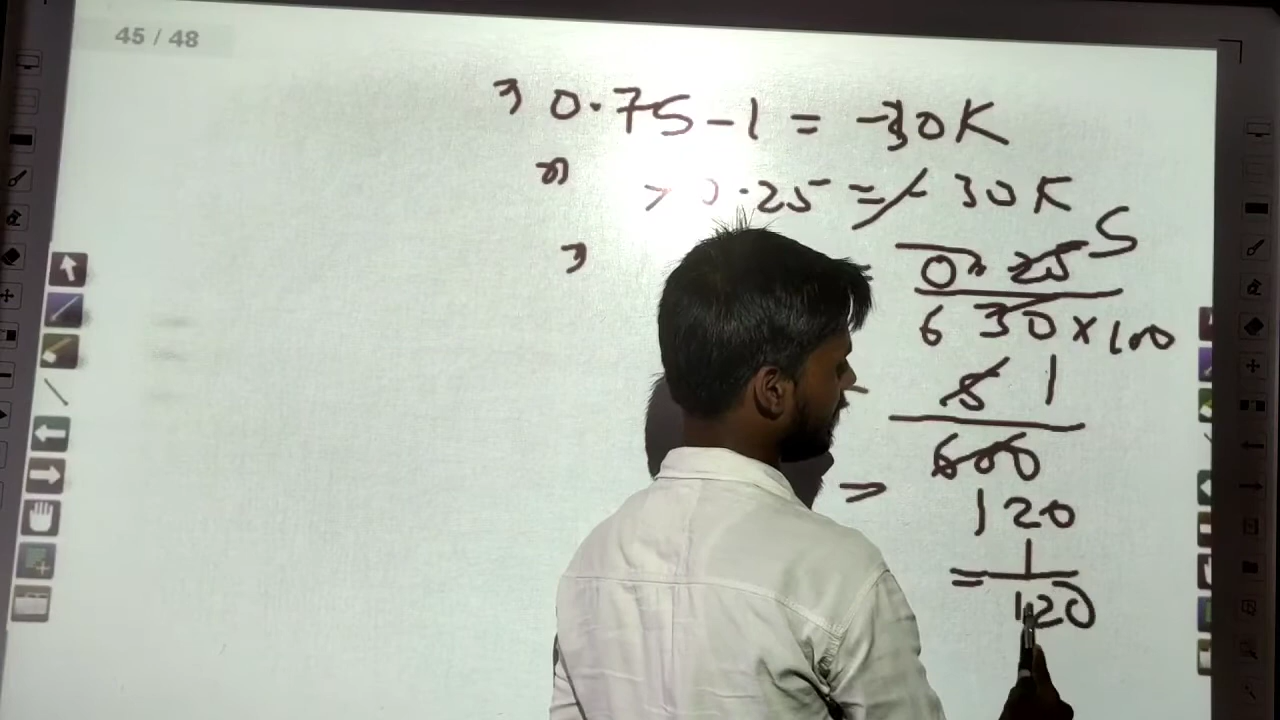 45 / 48
⇒ 0.75 - 1 = -30K
⇒ 0.25 = - 30K
⇒ = 0.25 5
6 30 × 100
5 1
600
= 120
= 1
120